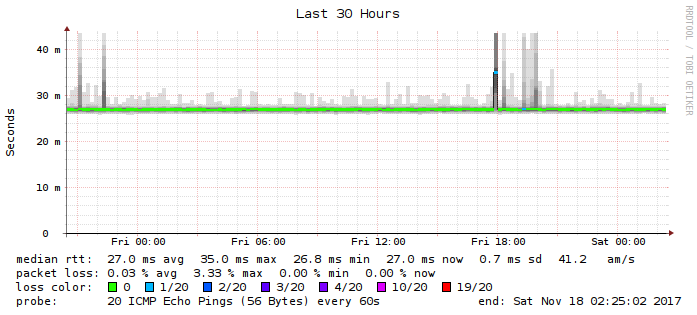 Last 30 Hours
RRDTOOL / TOBI OETIKER
Seconds
40 m
30 m
20 m
10 m
0
Fri 00:00 Fri 06:00 Fri 12:00 Fri 18:00 Sat 00:00
median rtt: 27.0 ms avg 35.0 ms max 26.8 ms min 27.0 ms now 0.7 ms sd 41.2 am/s
packet loss: 0.03 % avg 3.33 % max 0.00 % min 0.00 % now
loss color: 0 1/20 2/20 3/20 4/20 10/20 19/20
probe: 20 ICMP Echo Pings (56 Bytes) every 60s end: Sat Nov 18 02:25:02 2017